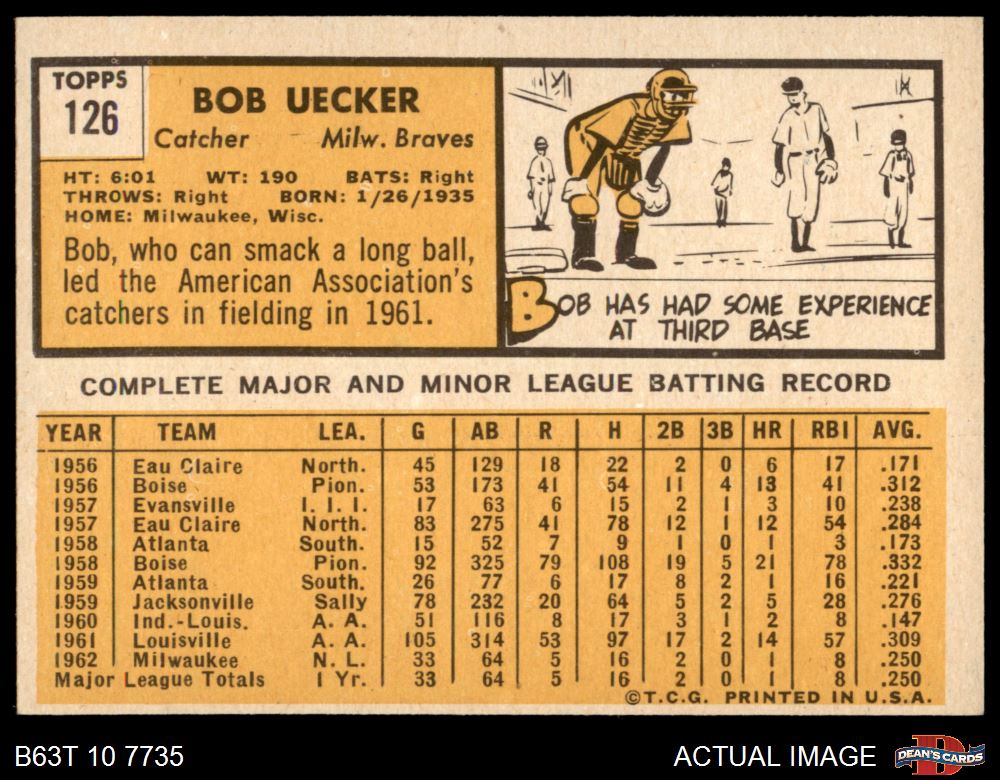 TOPPS
126
BOB UECKER
Catcher Milw. Braves
HT: 6:01 WT: 190 BATS: Right
THROWS: Right BORN: 1/26/1935
HOME: Milwaukee, Wisc.
Bob, who can smack a long ball,
led the American Association's
catchers in fielding in 1961.
BOB HAS HAD SOME EXPERIENCE
AT THIRD BASE
COMPLETE MAJOR AND MINOR LEAGUE BATTING RECORD
YEAR TEAM LEA. G AB R H 2B 3B HR RBI AVG.
1956 Eau Claire North. 45 129 18 22 2 0 6 17 .171
1956 Boise Pion. 53 173 41 54 11 4 13 41 .312
1957 Evansville I. I. I. 17 63 6 15 2 1 3 10 .238
1957 Eau Claire North. 83 275 41 78 12 1 12 54 .284
1958 Atlanta South. 15 52 7 9 1 0 1 3 .173
1958 Boise Pion. 92 325 79 108 19 5 21 78 .332
1959 Atlanta South. 26 77 6 17 8 2 1 16 .221
1959 Jacksonville Sally 78 232 20 64 5 2 5 28 .276
1960 Ind.-Louis. A. A. 51 116 8 17 3 1 2 8 .147
1961 Louisville A. A. 105 314 53 97 17 2 14 57 .309
1962 Milwaukee N. L. 33 64 5 16 2 0 1 8 .250
Major League Totals 1 Yr. 33 64 5 16 2 0 1 8 .250
©T.C.G. PRINTED IN U.S.A.
B63T 10 7735 ACTUAL IMAGE DEAN'S CARDS